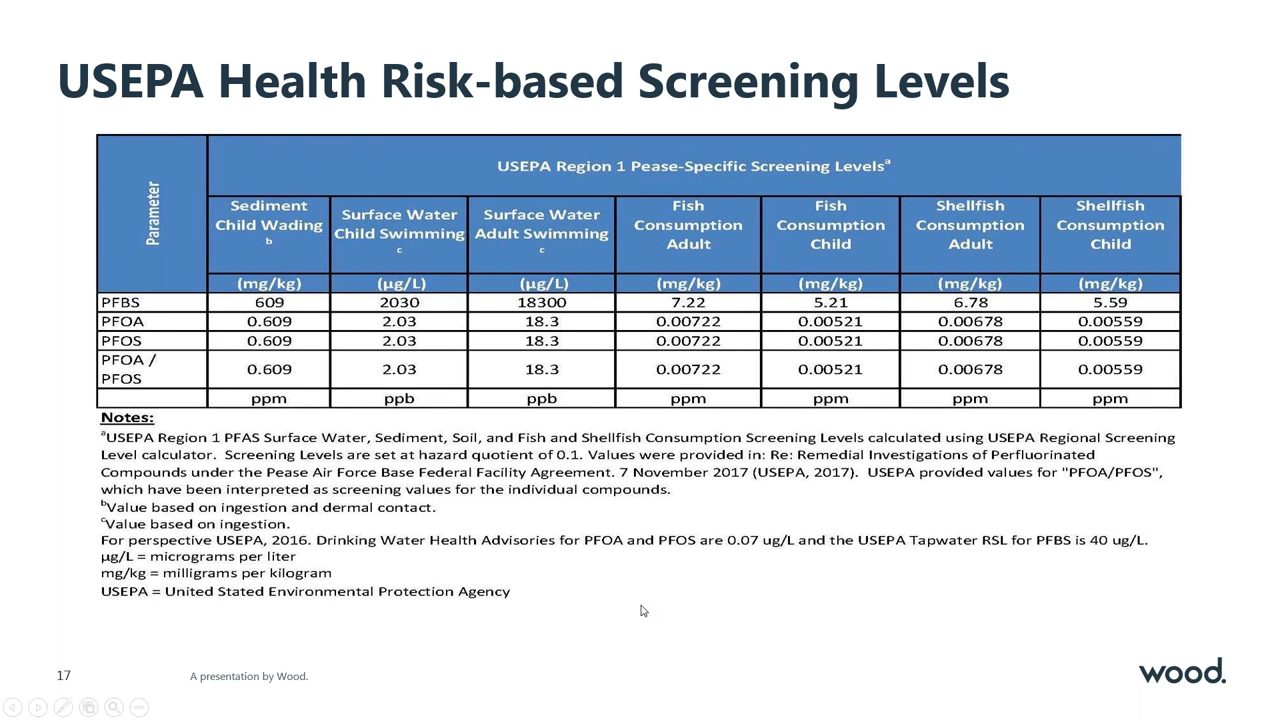 USEPA Health Risk-based Screening Levels
Parameter
USEPA Region 1 Pease-Specific Screening Levelsᵃ
Sediment Child Wading ᵇ
Surface Water Child Swimming ᶜ
Surface Water Adult Swimming ᶜ
Fish Consumption Adult
Fish Consumption Child
Shellfish Consumption Adult
Shellfish Consumption Child
(mg/kg) (µg/L) (µg/L) (mg/kg) (mg/kg) (mg/kg) (mg/kg)
PFBS 609 2030 18300 7.22 5.21 6.78 5.59
PFOA 0.609 2.03 18.3 0.00722 0.00521 0.00678 0.00559
PFOS 0.609 2.03 18.3 0.00722 0.00521 0.00678 0.00559
PFOA / PFOS 0.609 2.03 18.3 0.00722 0.00521 0.00678 0.00559
ppm ppb ppb ppm ppm ppm ppm
Notes:
ᵃUSEPA Region 1 PFAS Surface Water, Sediment, Soil, and Fish and Shellfish Consumption Screening Levels calculated using USEPA Regional Screening
Level calculator. Screening Levels are set at hazard quotient of 0.1. Values were provided in: Re: Remedial Investigations of Perfluorinated
Compounds under the Pease Air Force Base Federal Facility Agreement. 7 November 2017 (USEPA, 2017). USEPA provided values for "PFOA/PFOS",
which have been interpreted as screening values for the individual compounds.
ᵇValue based on ingestion and dermal contact.
ᶜValue based on ingestion.
For perspective USEPA, 2016. Drinking Water Health Advisories for PFOA and PFOS are 0.07 ug/L and the USEPA Tapwater RSL for PFBS is 40 ug/L.
µg/L = micrograms per liter
mg/kg = milligrams per kilogram
USEPA = United Stated Environmental Protection Agency
17
A presentation by Wood.
wood.